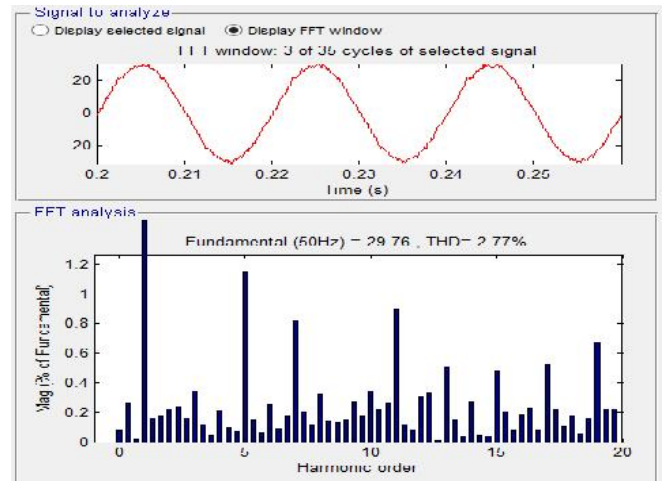 Signal to analyze
Display selected signal Display FFT window
FFT window: 3 of 35 cycles of selected signal
20
0
20
0.2 0.21 0.22 0.23 0.24 0.25
Time (s)
FFT analysis
Fundamental (50Hz) = 29.76 , THD= 2.77%
1.2
1
0.8
0.6
0.4
0.2
0
Mag (% of Fundamental)
0 5 10 15 20
Harmonic order